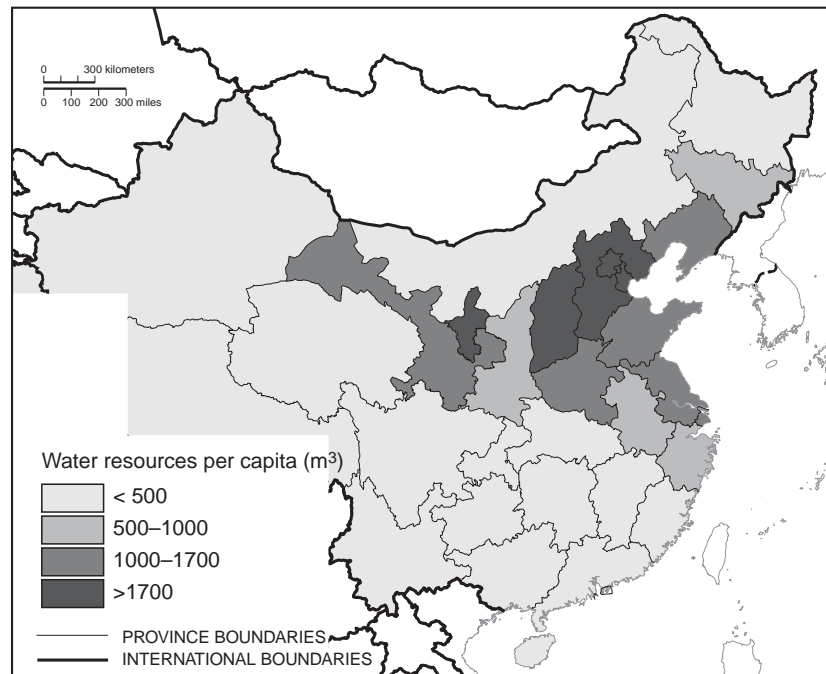 0 300 kilometers
0 100 200 300 miles
Water resources per capita (m³)
< 500
500–1000
1000–1700
>1700
PROVINCE BOUNDARIES
INTERNATIONAL BOUNDARIES